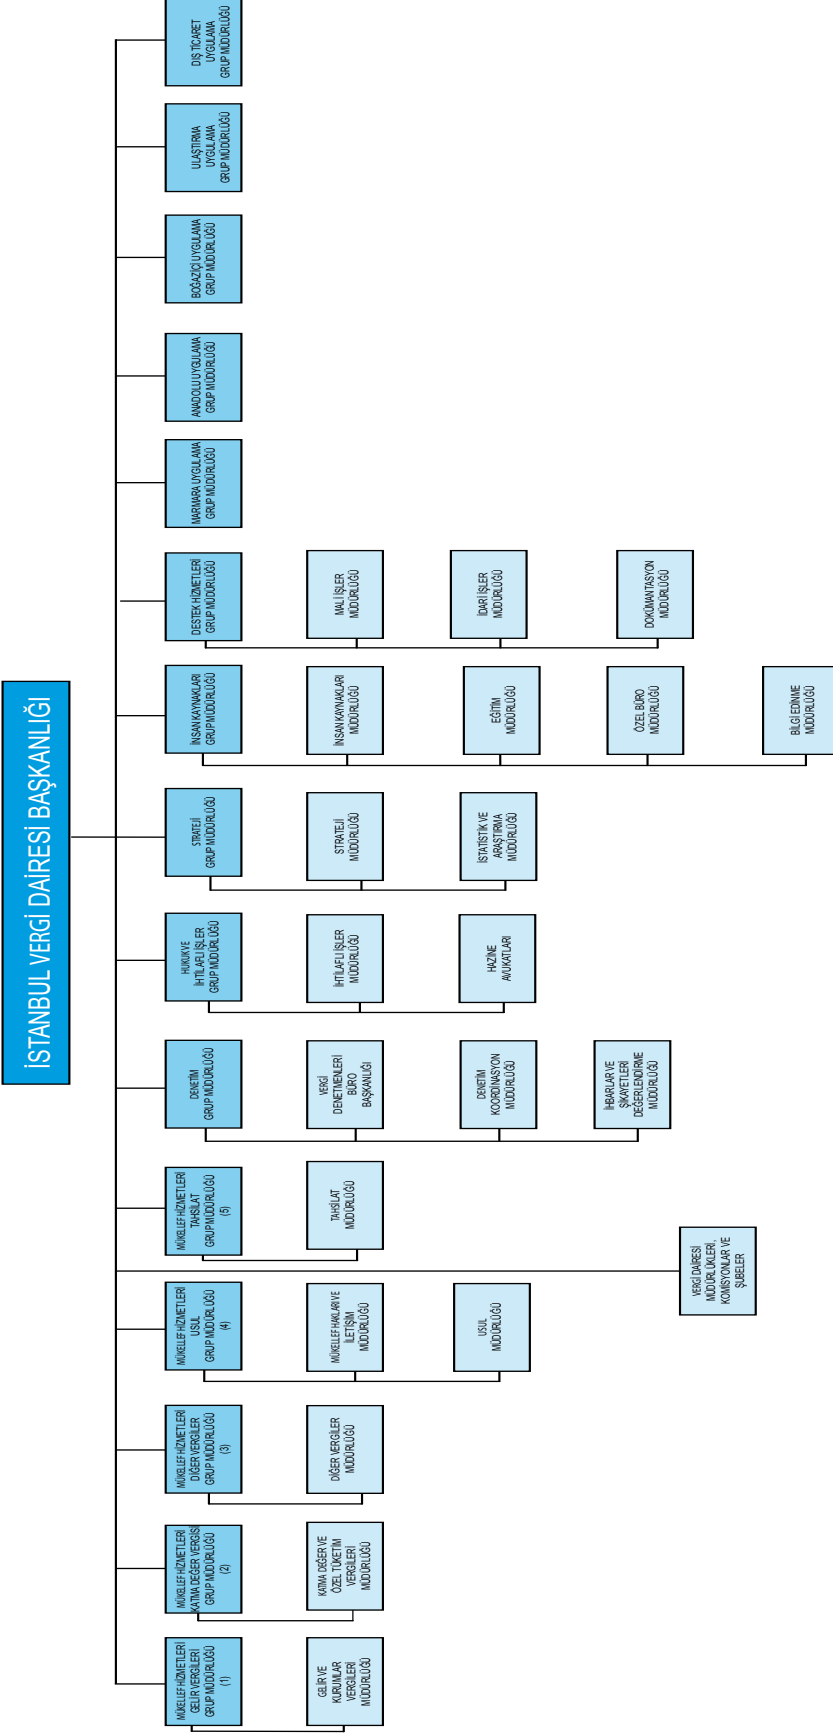 İSTANBUL VERGİ DAİRESİ BAŞKANLIĞI
MÜKELLEF HİZMETLERİ
GELİR VERGİLERİ
GRUP MÜDÜRLÜĞÜ
(1)
MÜKELLEF HİZMETLERİ
KATMA DEĞER VERGİSİ
GRUP MÜDÜRLÜĞÜ
(2)
MÜKELLEF HİZMETLERİ
DİĞER VERGİLER
GRUP MÜDÜRLÜĞÜ
(3)
MÜKELLEF HİZMETLERİ
USUL
GRUP MÜDÜRLÜĞÜ
(4)
MÜKELLEF HİZMETLERİ
TAHSİLAT
GRUP MÜDÜRLÜĞÜ
(5)
DENETİM
GRUP MÜDÜRLÜĞÜ
HUKUK VE
İHTİLAFLI İŞLER
GRUP MÜDÜRLÜĞÜ
STRATEJİ
GRUP MÜDÜRLÜĞÜ
İNSAN KAYNAKLARI
GRUP MÜDÜRLÜĞÜ
DESTEK HİZMETLERİ
GRUP MÜDÜRLÜĞÜ
MARMARA UYGULAMA
GRUP MÜDÜRLÜĞÜ
ANADOLU UYGULAMA
GRUP MÜDÜRLÜĞÜ
BOĞAZİÇİ UYGULAMA
GRUP MÜDÜRLÜĞÜ
ULAŞTIRMA
UYGULAMA
GRUP MÜDÜRLÜĞÜ
DIŞ TİCARET
UYGULAMA
GRUP MÜDÜRLÜĞÜ
GELİR VE
KURUMLAR
VERGİLERİ
MÜDÜRLÜĞÜ
KATMA DEĞER VE
ÖZEL TÜKETİM
VERGİLERİ
MÜDÜRLÜĞÜ
DİĞER VERGİLER
MÜDÜRLÜĞÜ
MÜKELLEF HAKLARI VE
İLETİŞİM
MÜDÜRLÜĞÜ
TAHSİLAT
MÜDÜRLÜĞÜ
VERGİ
DENETMENLERİ
BÜRO
BAŞKANLIĞI
İHTİLAFLI İŞLER
MÜDÜRLÜĞÜ
STRATEJİ
MÜDÜRLÜĞÜ
İNSAN KAYNAKLARI
MÜDÜRLÜĞÜ
MALİ İŞLER
MÜDÜRLÜĞÜ
USUL
MÜDÜRLÜĞÜ
DENETİM
KOORDİNASYON
MÜDÜRLÜĞÜ
HAZİNE
AVUKATLARI
İSTATİSTİK VE
ARAŞTIRMA
MÜDÜRLÜĞÜ
EĞİTİM
MÜDÜRLÜĞÜ
İDARİ İŞLER
MÜDÜRLÜĞÜ
İHBARLAR VE
ŞİKAYETLERİ
DEĞERLENDİRME
MÜDÜRLÜĞÜ
ÖZEL BÜRO
MÜDÜRLÜĞÜ
DOKÜMANTASYON
MÜDÜRLÜĞÜ
VERGİ DAİRESİ
MÜDÜRLÜKLERİ,
KOMİSYONLAR VE
ŞUBELER
BİLGİ EDİNME
MÜDÜRLÜĞÜ